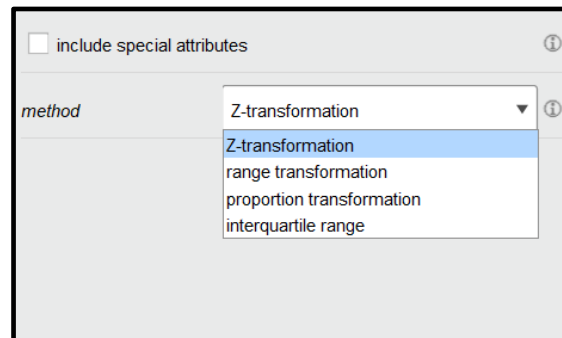 include special attributes
method
Z-transformation
Z-transformation
range transformation
proportion transformation
interquartile range